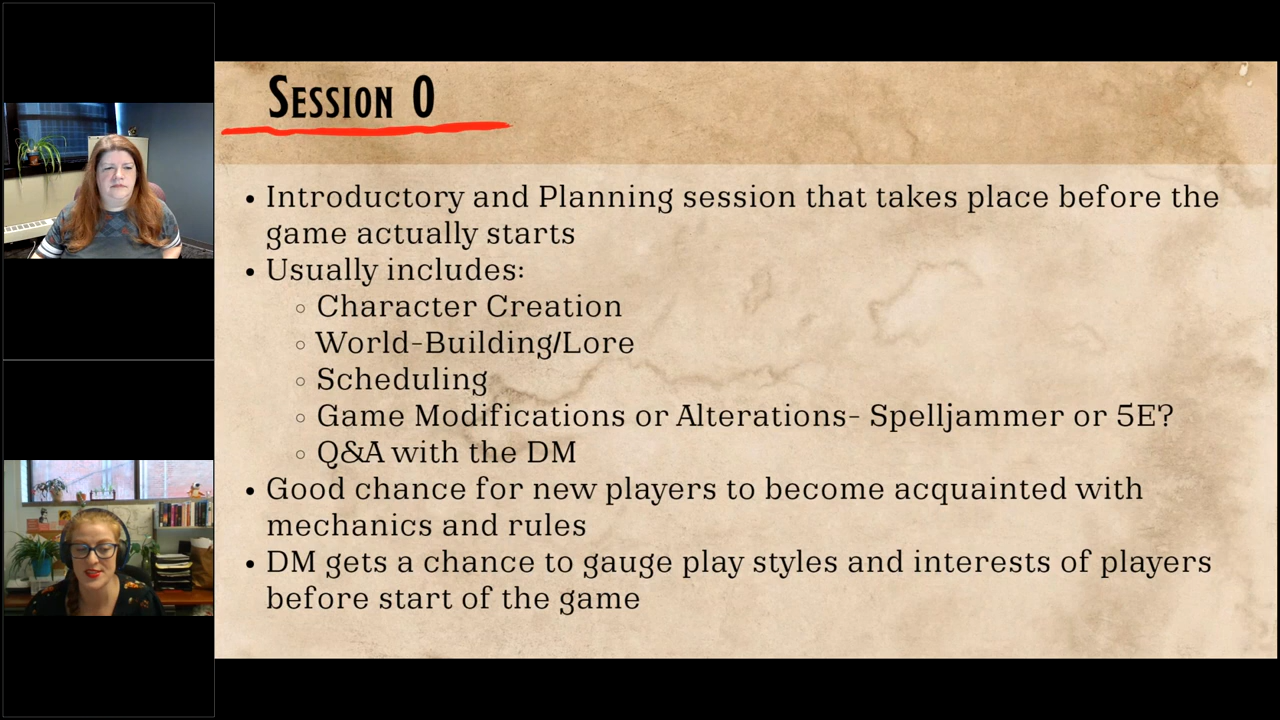 Session 0
• Introductory and Planning session that takes place before the
game actually starts
• Usually includes:
○ Character Creation
○ World-Building/Lore
○ Scheduling
○ Game Modifications or Alterations- Spelljammer or 5E?
○ Q&A with the DM
• Good chance for new players to become acquainted with
mechanics and rules
• DM gets a chance to gauge play styles and interests of players
before start of the game